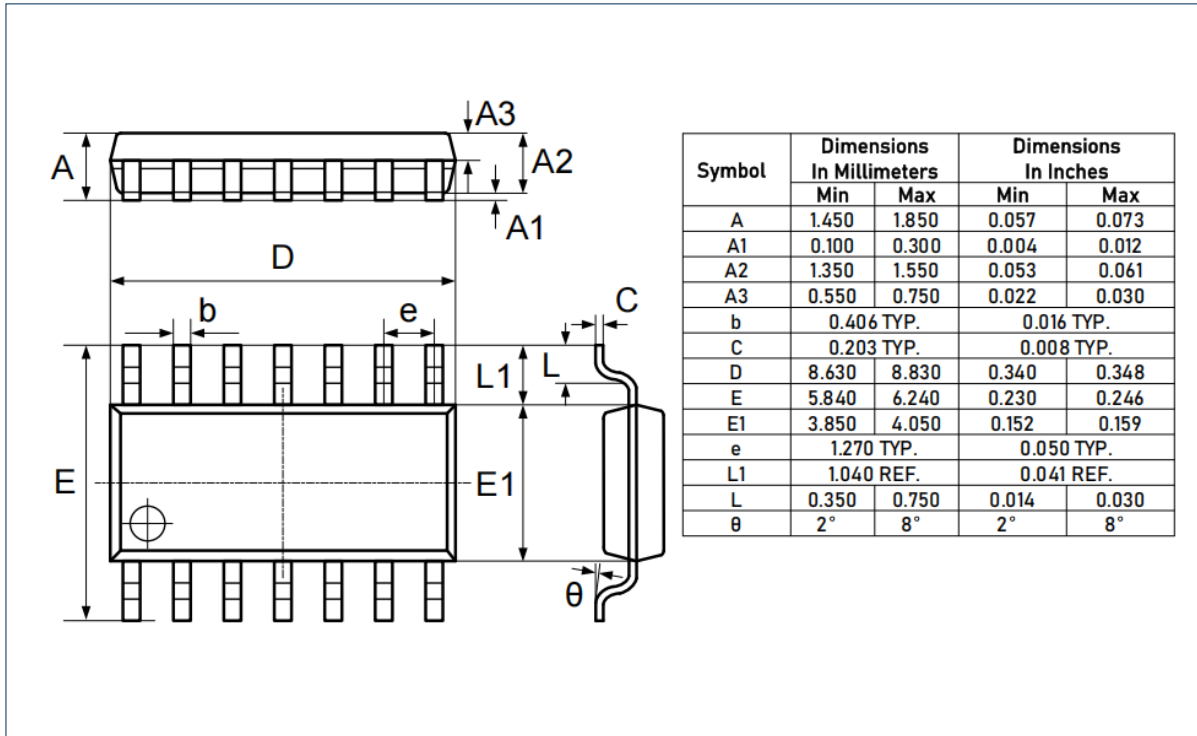 A3
A
A2
A1
D
b
e
C
L1
L
E
E1
θ
Symbol Dimensions In Millimeters Dimensions In Inches
Min Max Min Max
A 1.450 1.850 0.057 0.073
A1 0.100 0.300 0.004 0.012
A2 1.350 1.550 0.053 0.061
A3 0.550 0.750 0.022 0.030
b 0.406 TYP. 0.016 TYP.
C 0.203 TYP. 0.008 TYP.
D 8.630 8.830 0.340 0.348
E 5.840 6.240 0.230 0.246
E1 3.850 4.050 0.152 0.159
e 1.270 TYP. 0.050 TYP.
L1 1.040 REF. 0.041 REF.
L 0.350 0.750 0.014 0.030
θ 2° 8° 2° 8°